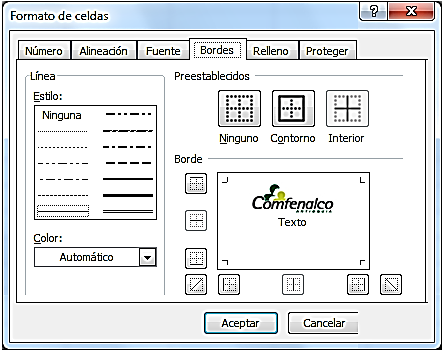 Formato de celdas
?
Número Alineación Fuente Bordes Relleno Proteger
Línea
Preestablecidos
Estilo:
Ninguna
Ninguno Contorno Interior
Borde
Comfenalco
ANTIOQUIA
Texto
Color:
Automático
Aceptar Cancelar